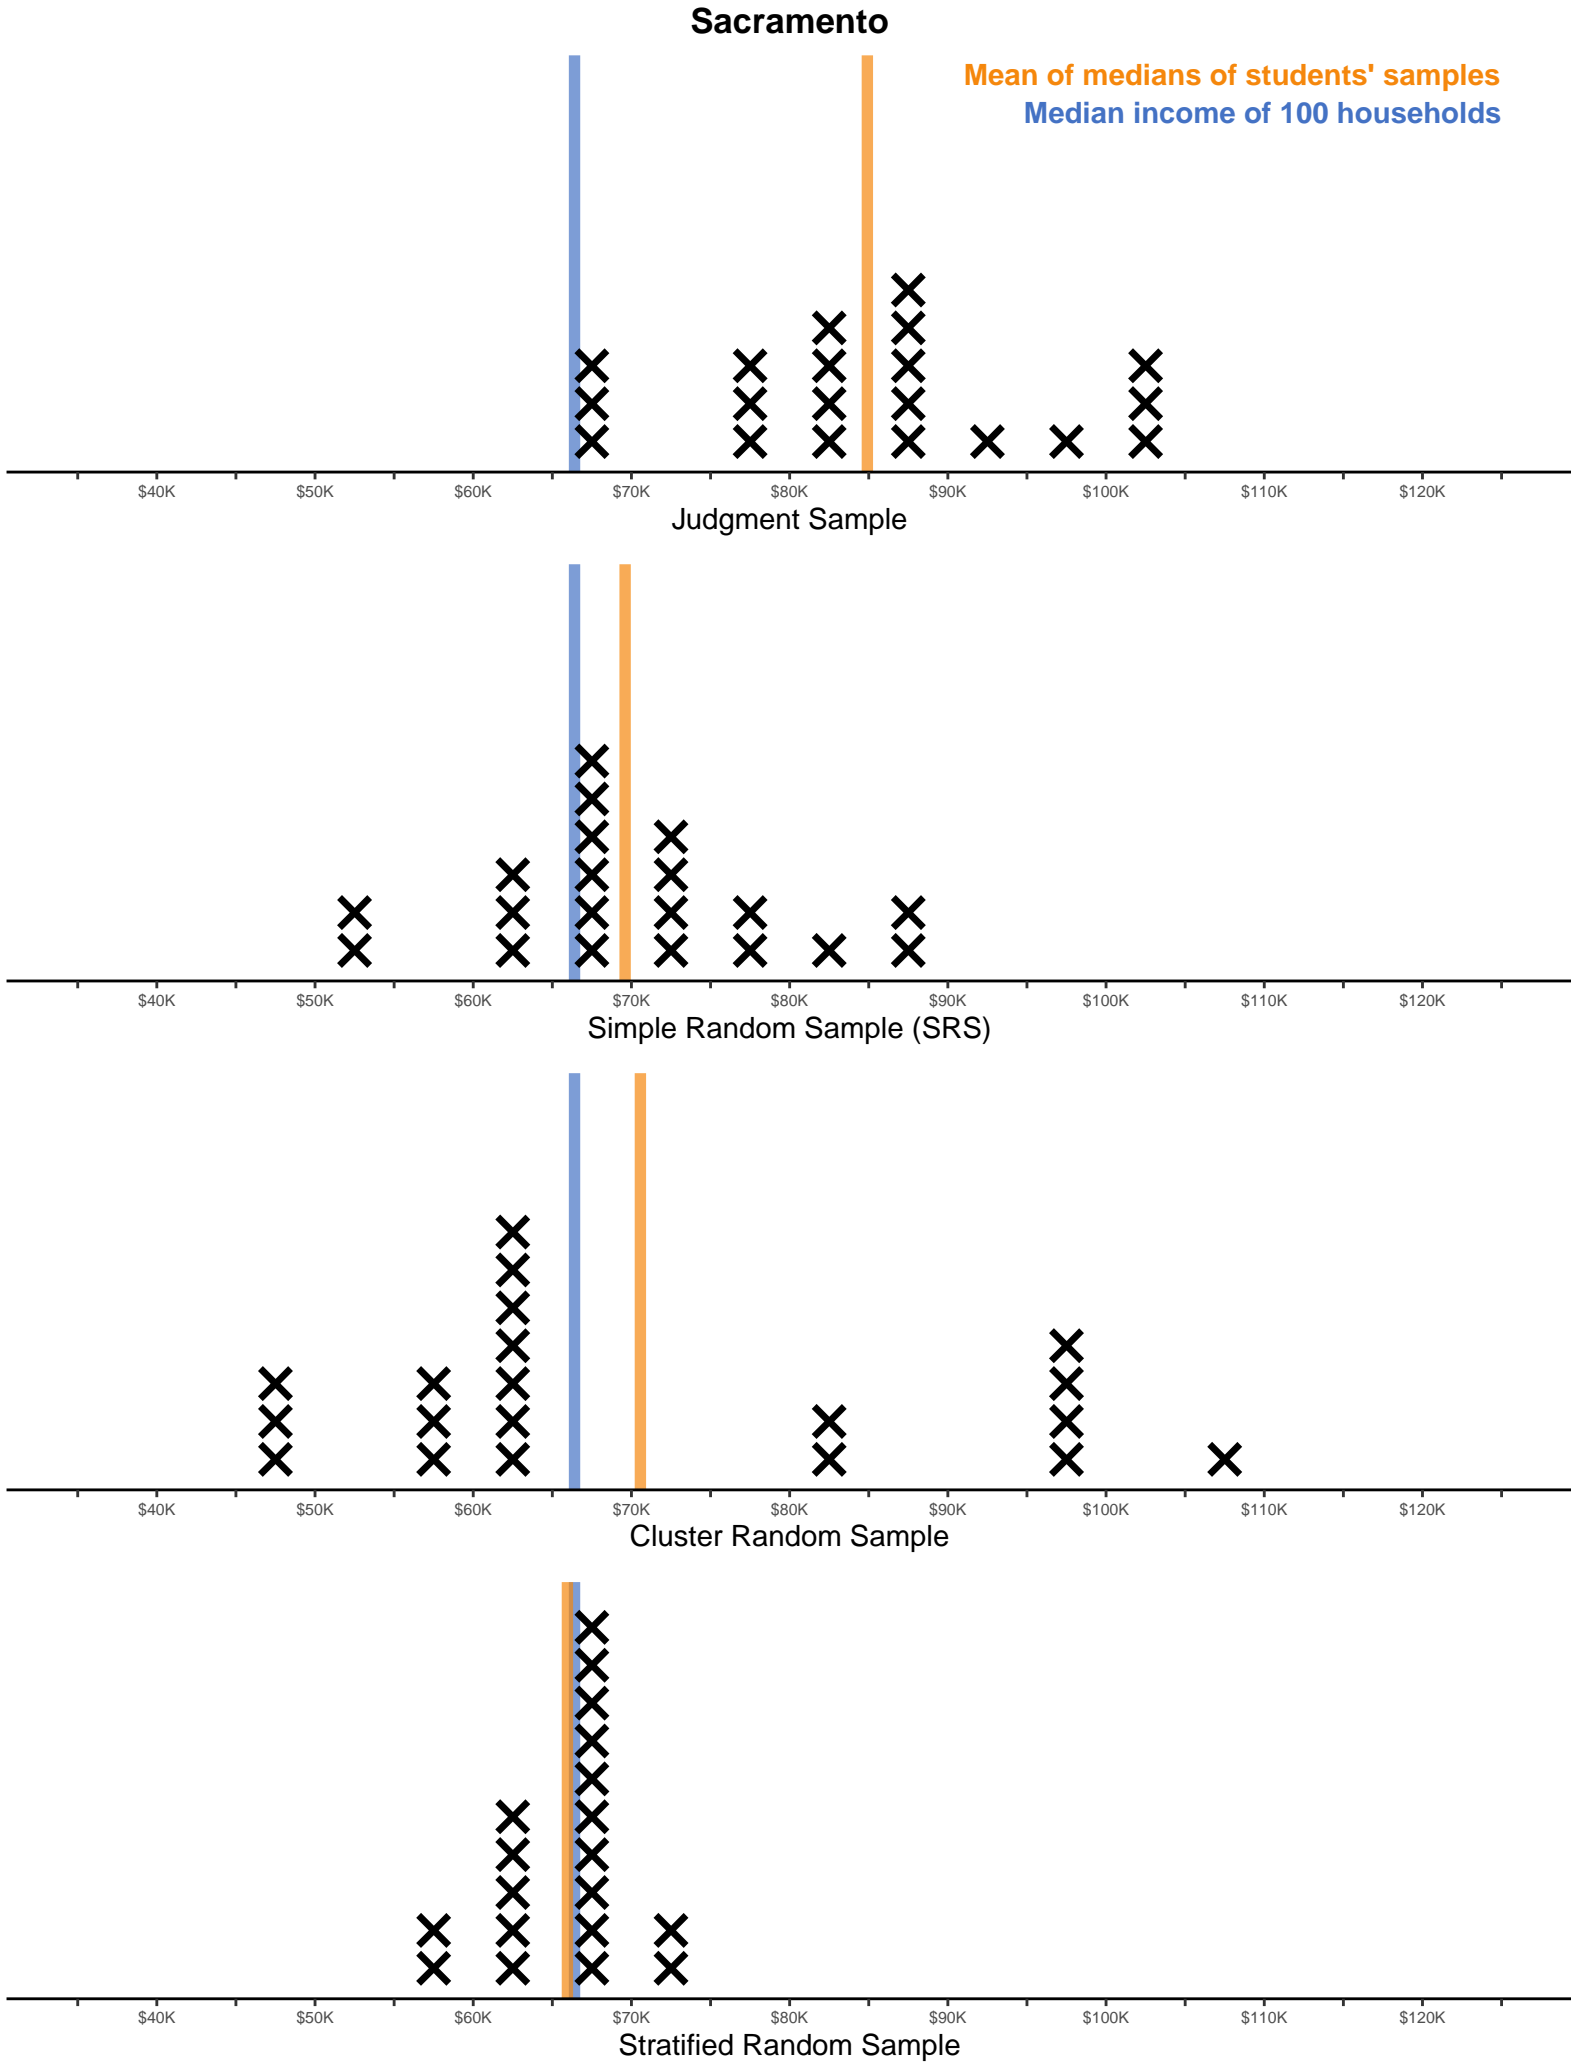 Sacramento
Mean of medians of students' samples
Median income of 100 households
$40K $50K $60K $70K $80K $90K $100K $110K $120K
Judgment Sample
$40K $50K $60K $70K $80K $90K $100K $110K $120K
Simple Random Sample (SRS)
$40K $50K $60K $70K $80K $90K $100K $110K $120K
Cluster Random Sample
$40K $50K $60K $70K $80K $90K $100K $110K $120K
Stratified Random Sample